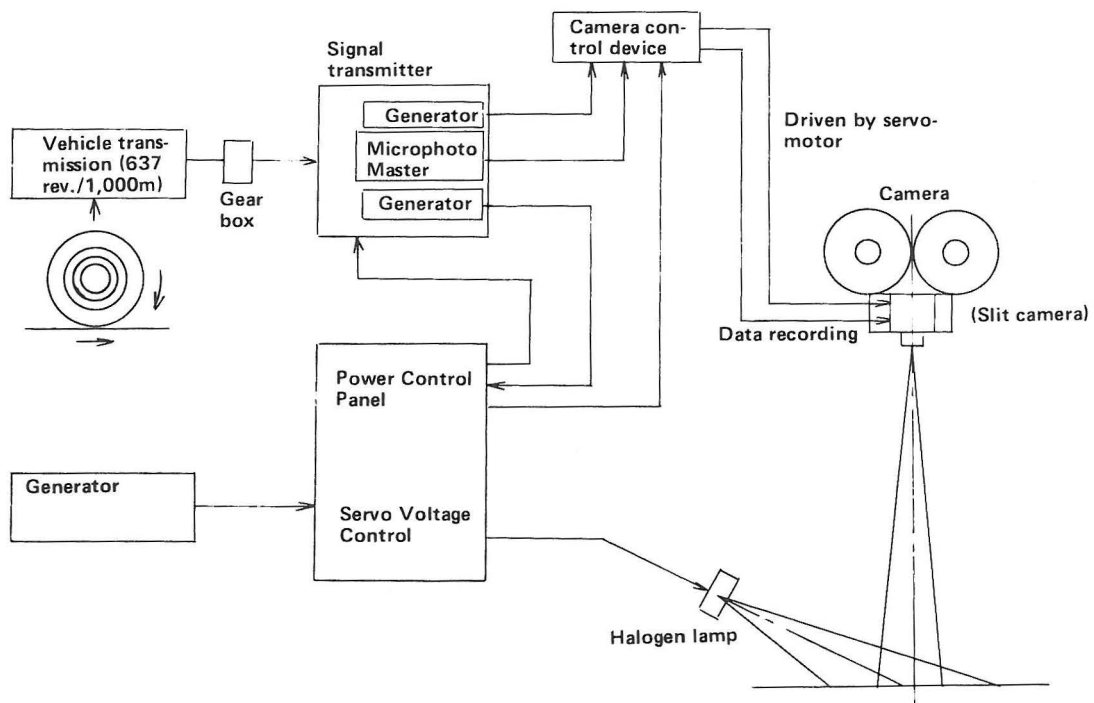 Camera con-
trol device
Signal
transmitter
Generator
Driven by servo-
motor
Vehicle trans-
mission (637
rev./1,000m)
Microphoto
Master
Gear
box
Generator
Camera
(Slit camera)
Data recording
Power Control
Panel
Generator
Servo Voltage
Control
Halogen lamp